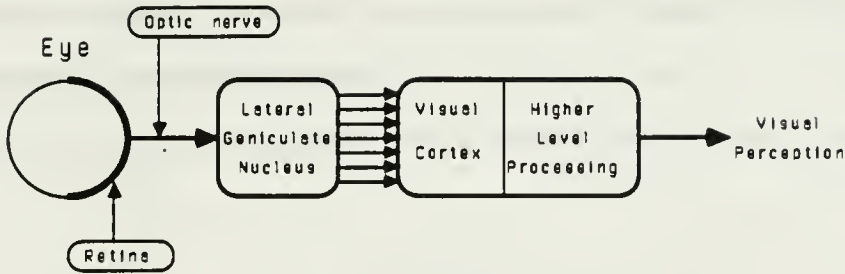 Optic nerve
Eye
Lateral
Geniculate
Nucleus
Visual
Cortex
Higher
Level
Processing
Visual
Perception
Retina